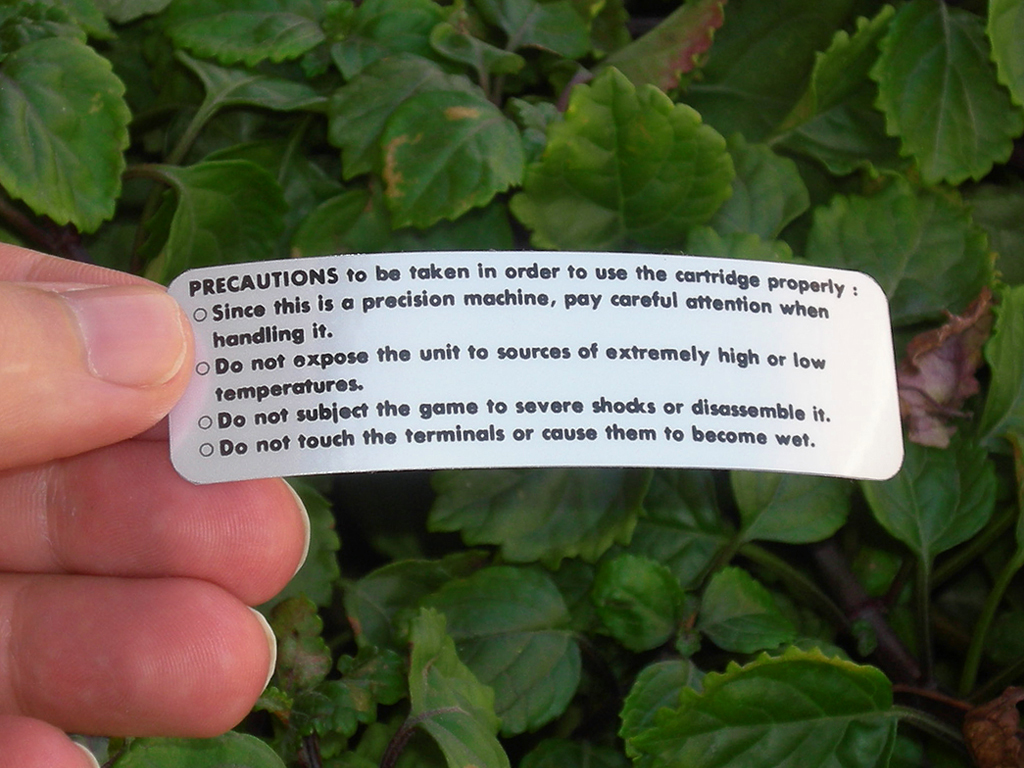 PRECAUTIONS to be taken in order to use the cartridge properly :
○ Since this is a precision machine, pay careful attention when
handling it.
○ Do not expose the unit to sources of extremely high or low
temperatures.
○ Do not subject the game to severe shocks or disassemble it.
○ Do not touch the terminals or cause them to become wet.